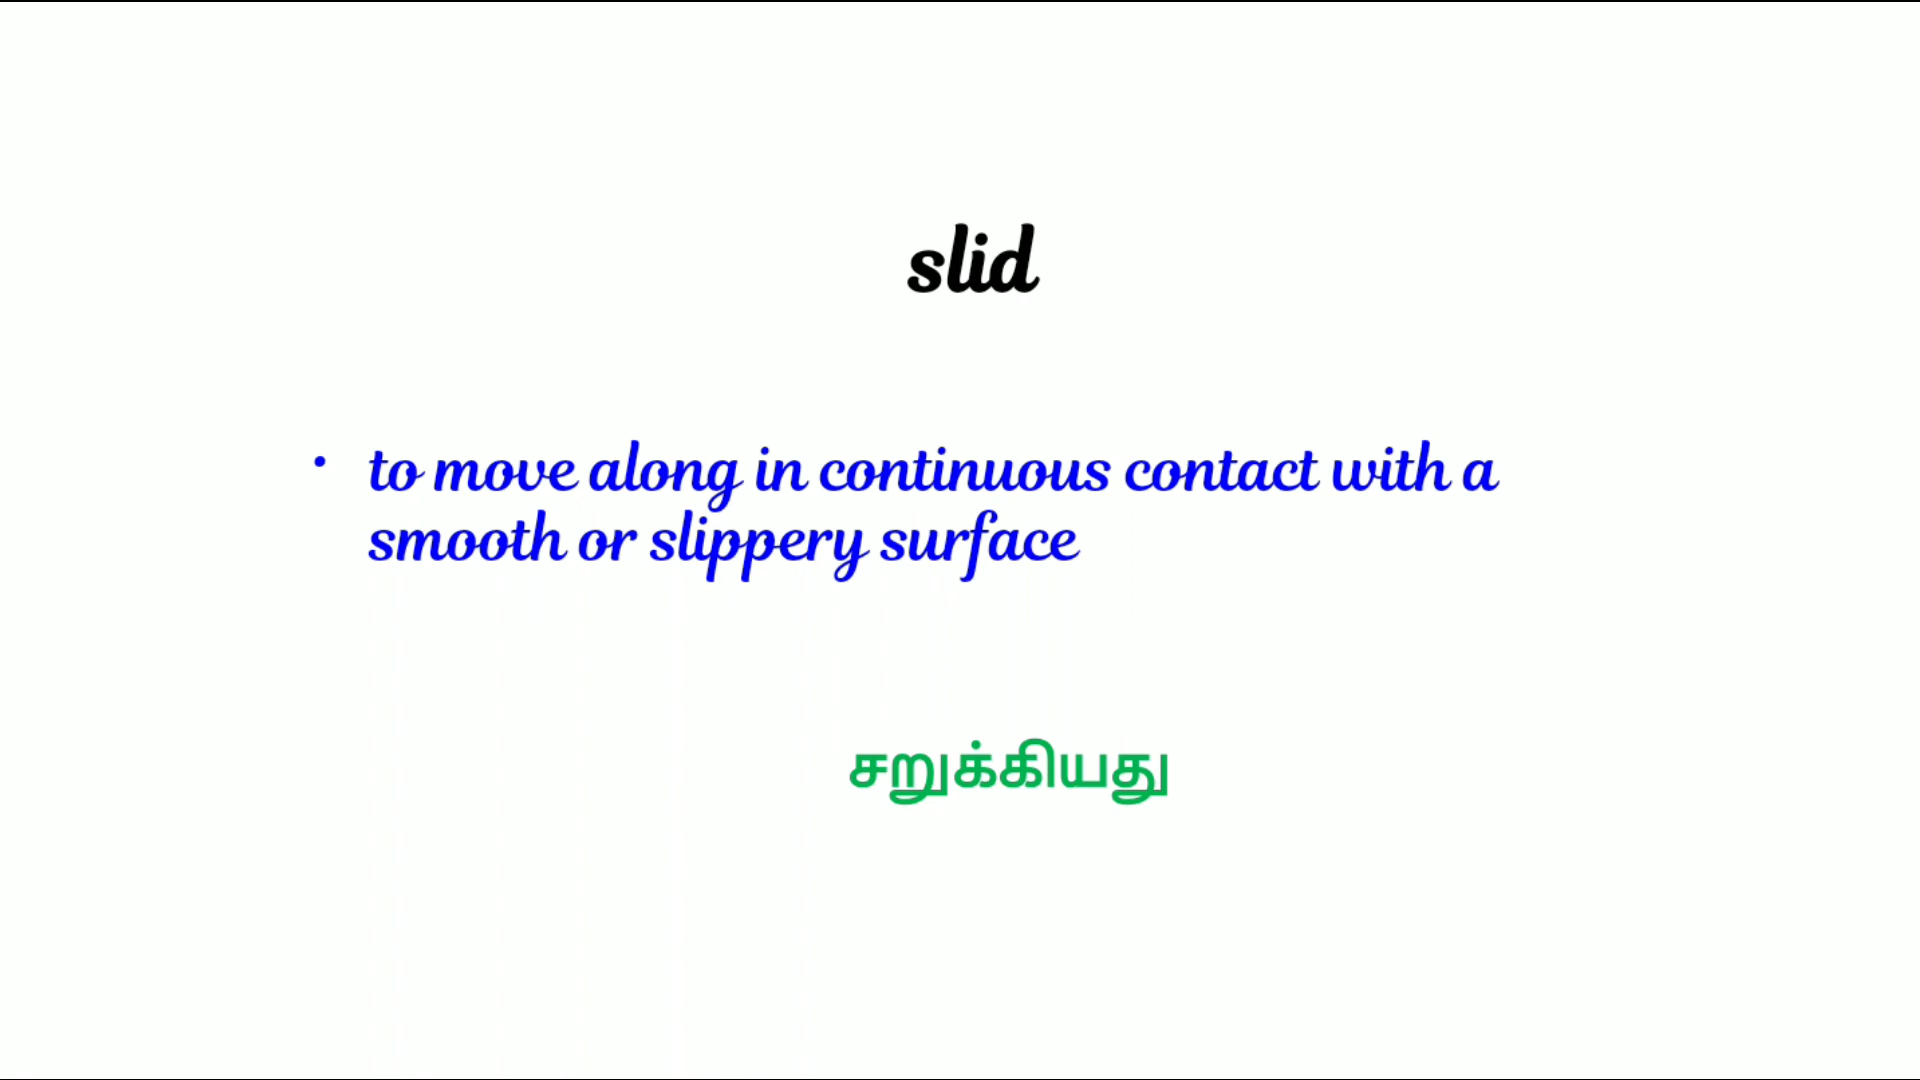 slid
• to move along in continuous contact with a
smooth or slippery surface
சறுக்கியது